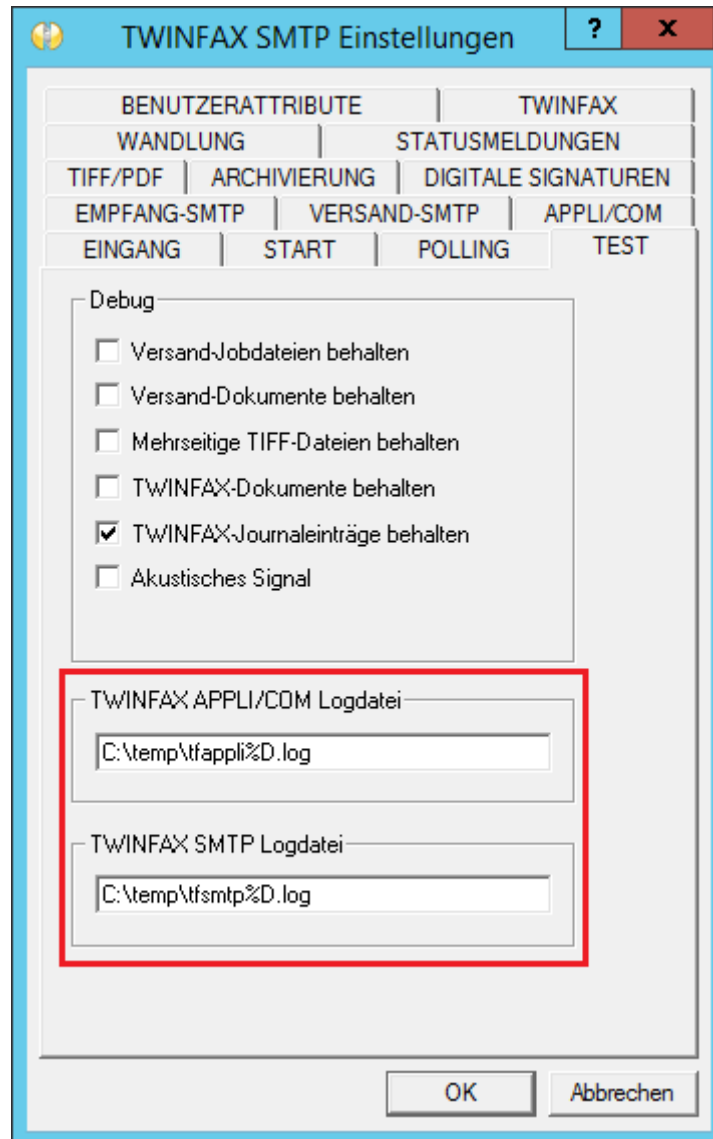 TWINFAX SMTP Einstellungen ? x
BENUTZERATTRIBUTE TWINFAX
WANDLUNG STATUSMELDUNGEN
TIFF/PDF ARCHIVIERUNG DIGITALE SIGNATUREN
EMPFANG-SMTP VERSAND-SMTP APPLI/COM
EINGANG START POLLING TEST
Debug
Versand-Jobdateien behalten
Versand-Dokumente behalten
Mehrseitige TIFF-Dateien behalten
TWINFAX-Dokumente behalten
TWINFAX-Journaleinträge behalten
Akustisches Signal
TWINFAX APPLI/COM Logdatei
C:\temp\tfappli%D.log
TWINFAX SMTP Logdatei
C:\temp\tfsmtp%D.log
OK Abbrechen